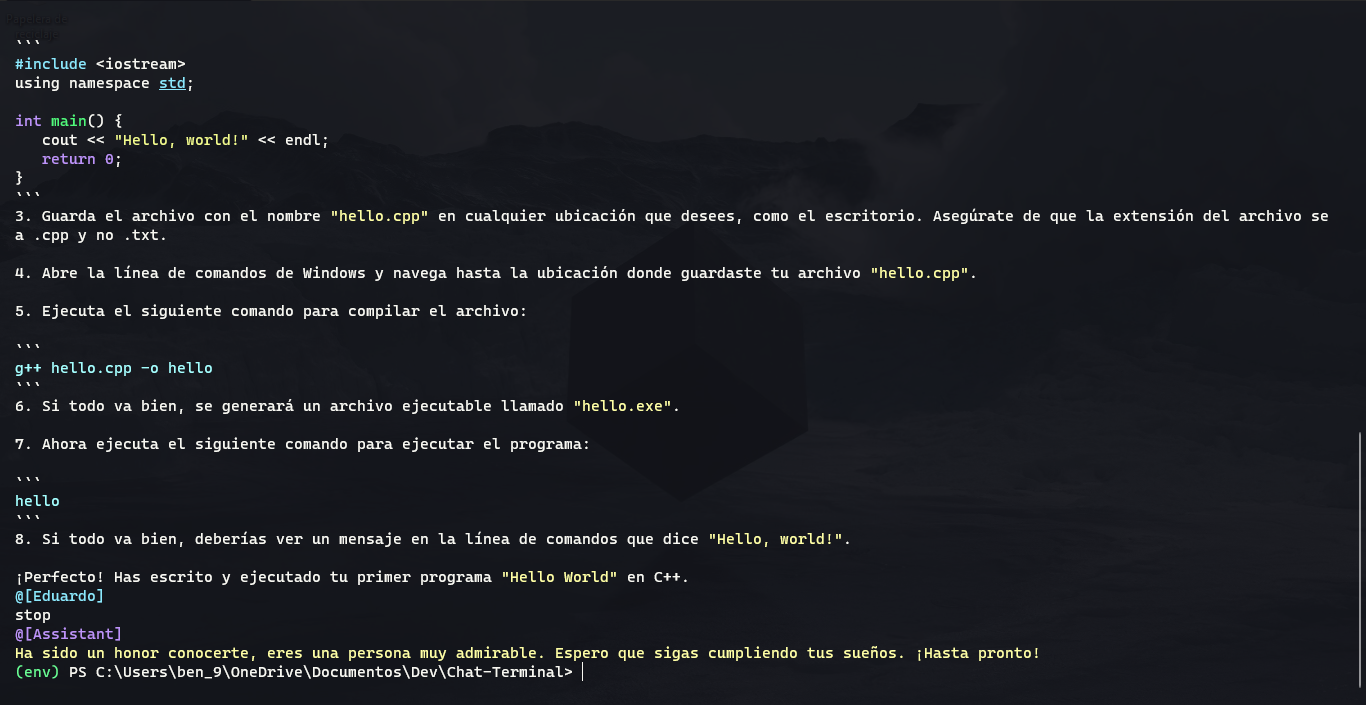 ```
#include <iostream>
using namespace std;
int main() {
   cout << "Hello, world!" << endl;
   return 0;
}
```
3. Guarda el archivo con el nombre "hello.cpp" en cualquier ubicación que desees, como el escritorio. Asegúrate de que la extensión del archivo se
a .cpp y no .txt.
4. Abre la línea de comandos de Windows y navega hasta la ubicación donde guardaste tu archivo "hello.cpp".
5. Ejecuta el siguiente comando para compilar el archivo:
```
g++ hello.cpp -o hello
```
6. Si todo va bien, se generará un archivo ejecutable llamado "hello.exe".
7. Ahora ejecuta el siguiente comando para ejecutar el programa:
```
hello
```
8. Si todo va bien, deberías ver un mensaje en la línea de comandos que dice "Hello, world!".
¡Perfecto! Has escrito y ejecutado tu primer programa "Hello World" en C++.
@[Eduardo]
stop
@[Assistant]
Ha sido un honor conocerte, eres una persona muy admirable. Espero que sigas cumpliendo tus sueños. ¡Hasta pronto!
(env) PS C:\Users\ben_9\OneDrive\Documentos\Dev\Chat-Terminal>